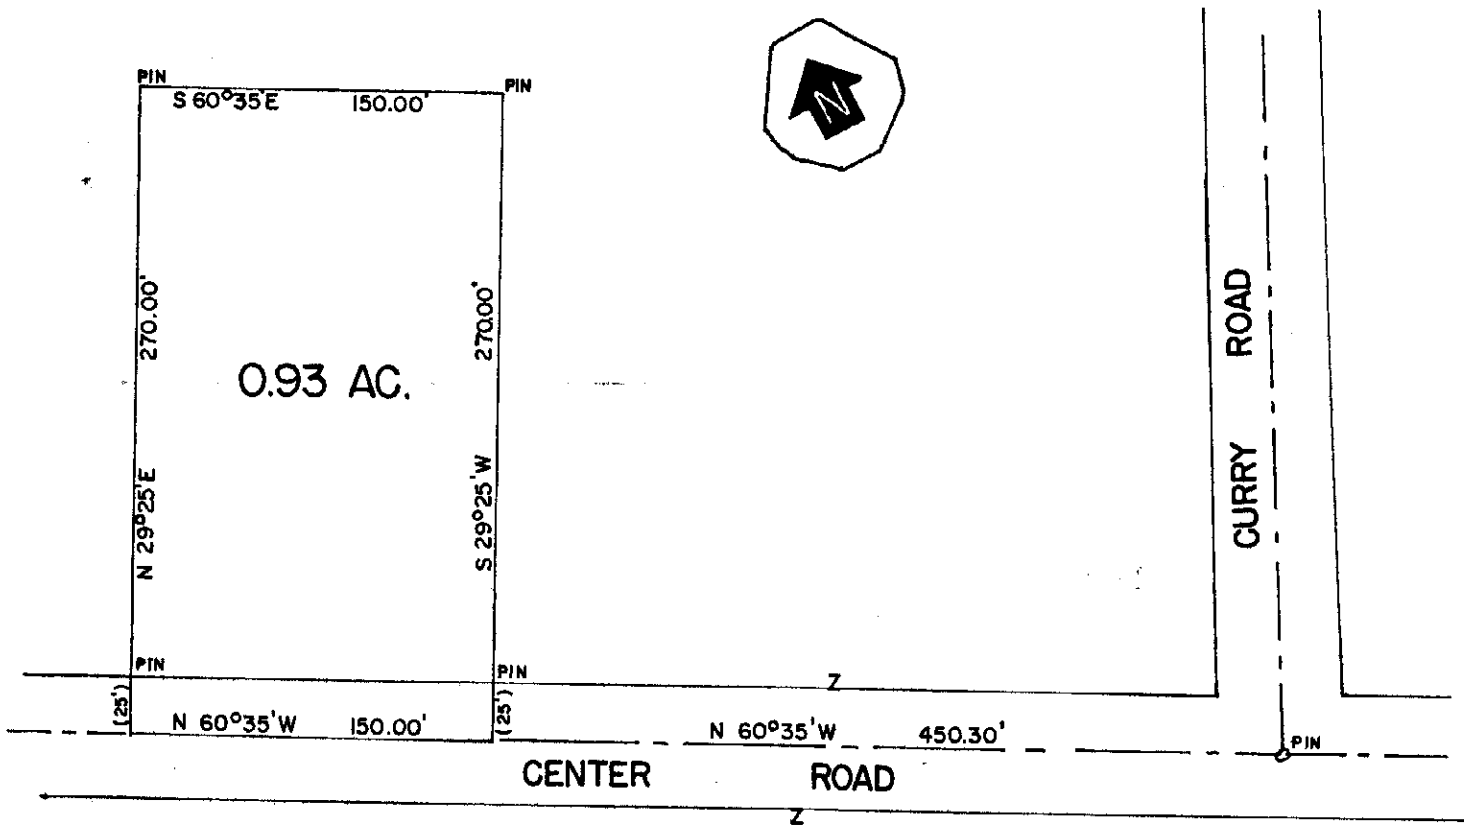 PIN
PIN
S 60°35'E 150.00'
N
N 29°25'E 270.00'
S 29°25'W 270.00'
0.93 AC.
CURRY ROAD
PIN
PIN
(25')
(25')
Z
N 60°35'W 150.00'
N 60°35'W 450.30'
PIN
CENTER ROAD
Z